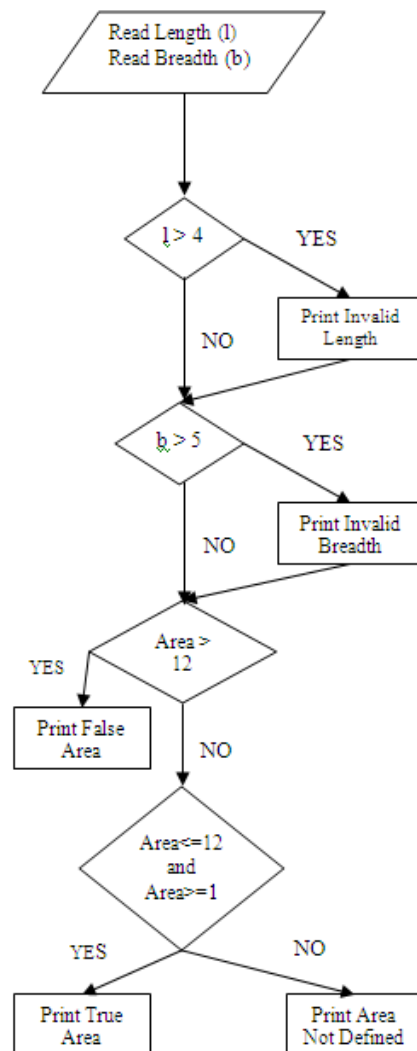 Read Length (l)
Read Breadth (b)
l > 4
YES
Print Invalid
Length
NO
b > 5
YES
Print Invalid
Breadth
NO
Area >
12
YES
Print False
Area
NO
Area<=12
and
Area>=1
YES
NO
Print True
Area
Print Area
Not Defined